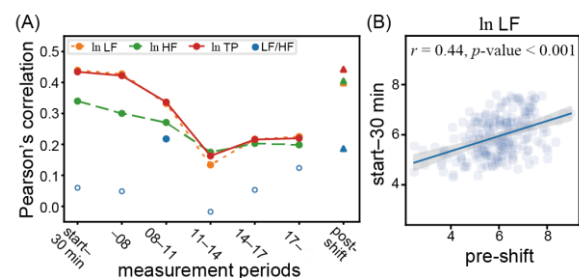 (A)
ln LF ln HF ln TP LF/HF
Pearson's correlation
0.5
0.4
0.3
0.2
0.1
0.0
start–
30 min
–08
08–11
11–14
14–17
17–
post-
shift
measurement periods
(B)
ln LF
r = 0.44, p-value < 0.001
start–30 min
8
6
4
4 6 8
pre-shift